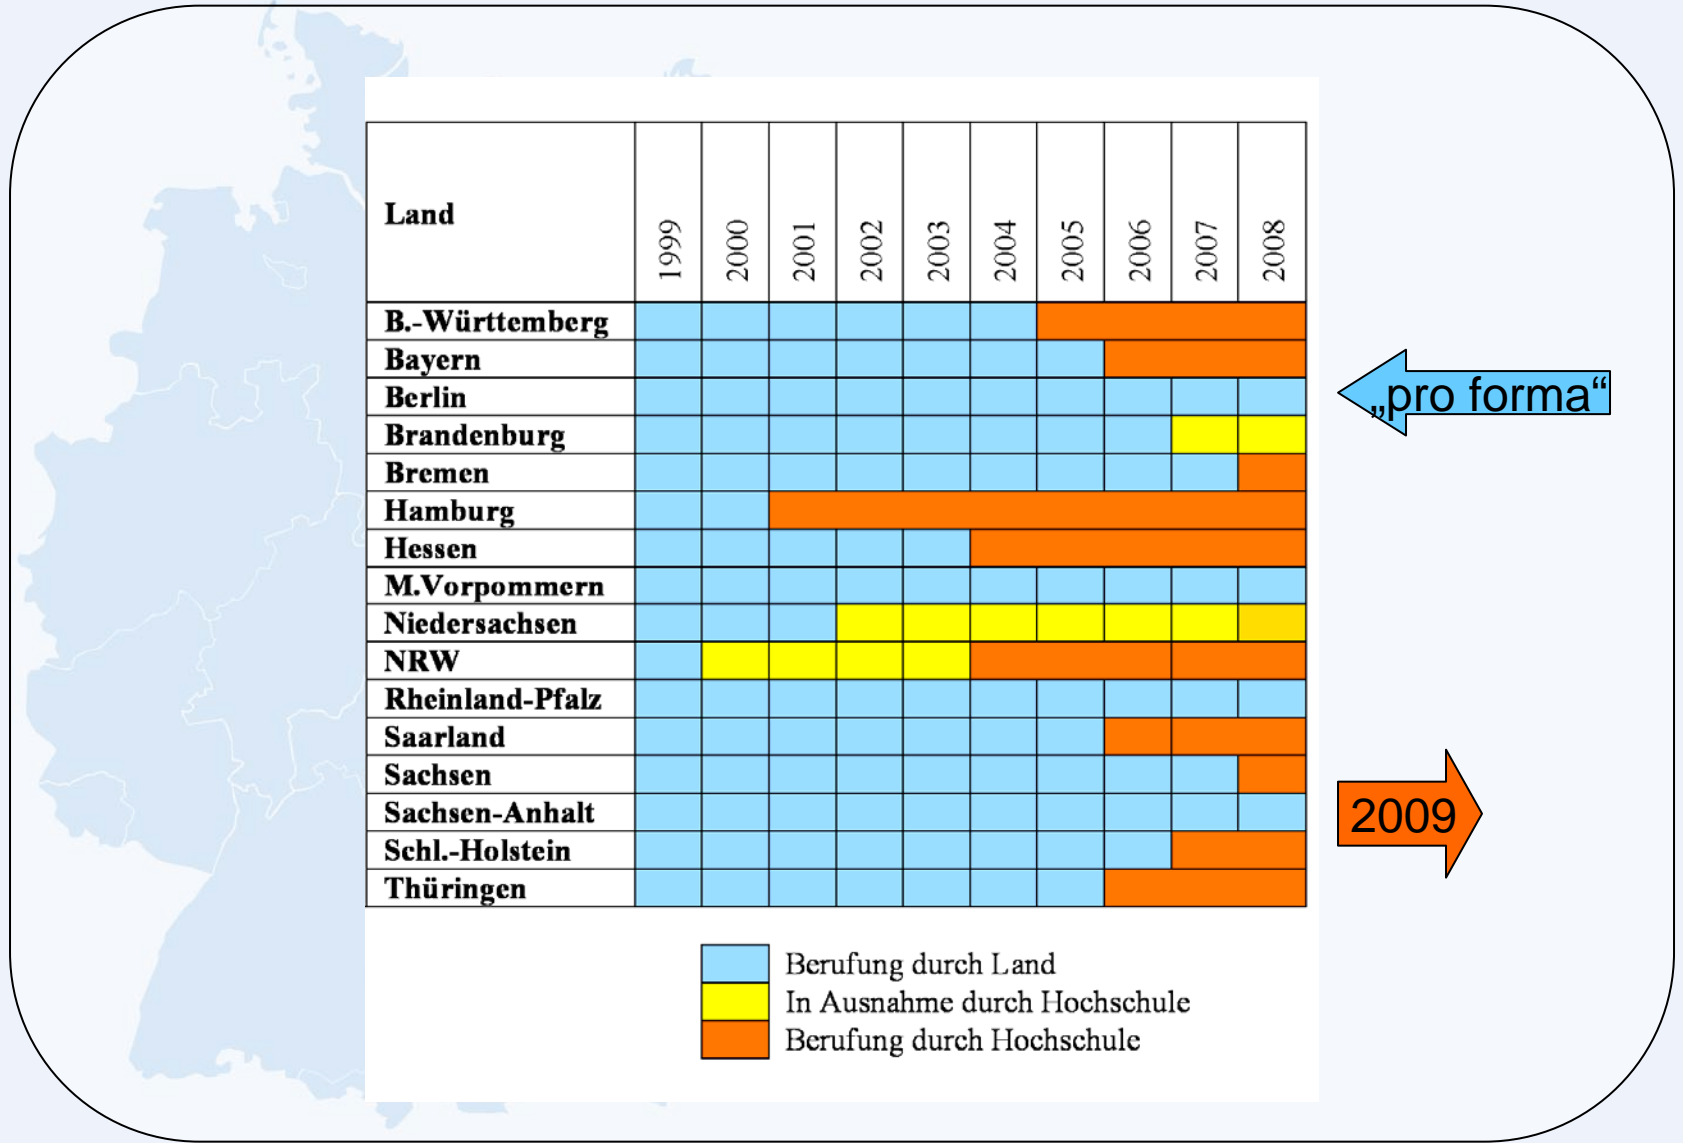 Land 1999 2000 2001 2002 2003 2004 2005 2006 2007 2008
B.-Württemberg
Bayern
Berlin
„pro forma“
Brandenburg
Bremen
Hamburg
Hessen
M.Vorpommern
Niedersachsen
NRW
Rheinland-Pfalz
Saarland
Sachsen
Sachsen-Anhalt
2009
Schl.-Holstein
Thüringen
Berufung durch Land
In Ausnahme durch Hochschule
Berufung durch Hochschule